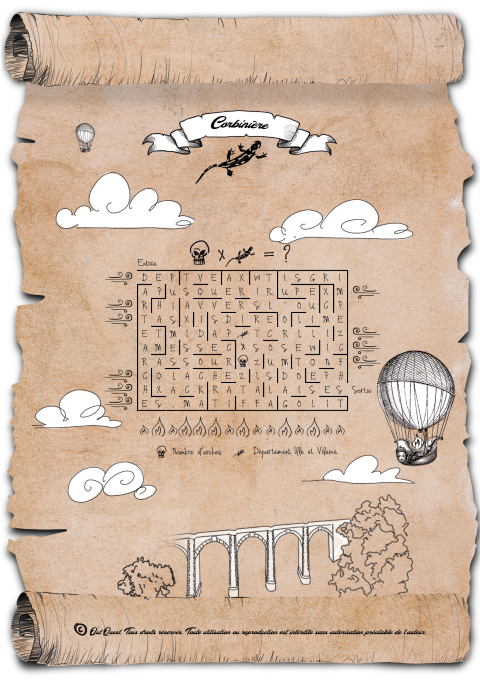 Corbinière
x = ?
Entrée
D E P T V E A X W T I S G R I
A P U S O U E R I R U P E X M
R H I A V V E R S L O U G P
T A S X I S D I R E O L I M E
E T M I D A P T C R I L L I Z
A M E S S E E X S O S E W I C
R A S S O U R Z U M T O N F
G O L A C H E Z L S D O E P H
H X A C R R A T A L A S E S Sortie
E S M A T I F F A G O L I T
Nombre d'arches Département Ille et Vilaine
© Out Quest. Tous droits réservés. Toute utilisation ou reproduction est interdite sans autorisation préalable de l'auteur.